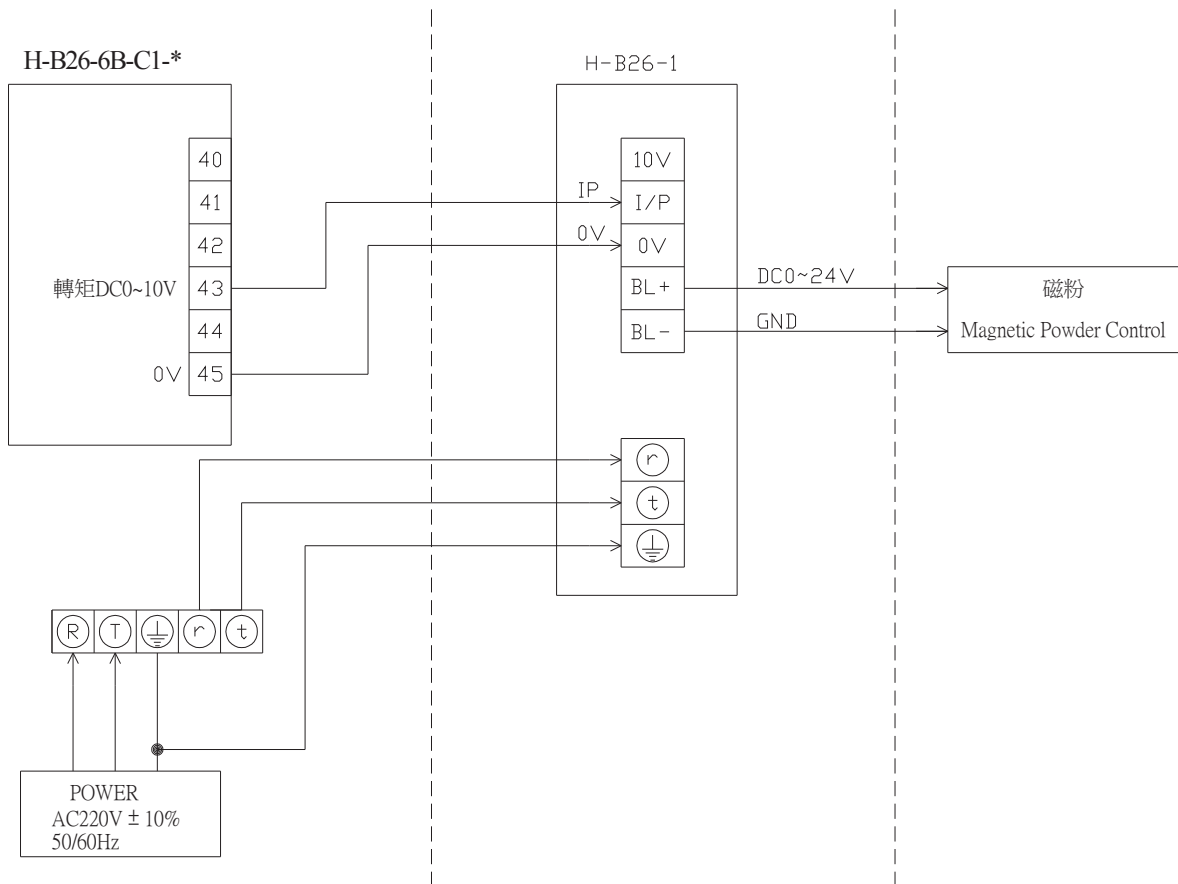 H-B26-6B-C1-*
40
41
42
轉矩DC0~10V 43
44
0V 45
H-B26-1
10V
IP I/P
0V 0V
BL+ DC0~24V
BL- GND
磁粉
Magnetic Powder Control
r
t
R T r t
POWER
AC220V ± 10%
50/60Hz